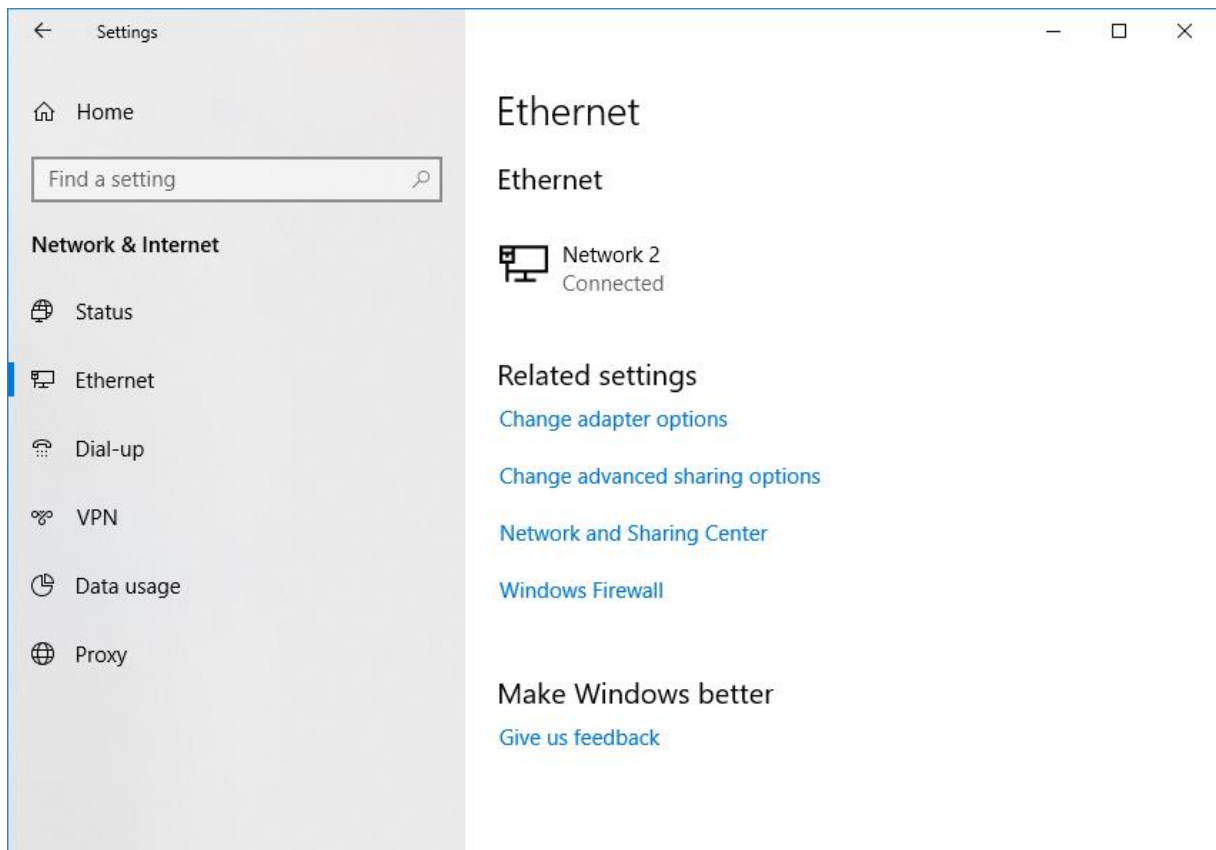 Settings
Home
Find a setting
Network & Internet
Status
Ethernet
Dial-up
VPN
Data usage
Proxy
Ethernet
Ethernet
Network 2
Connected
Related settings
Change adapter options
Change advanced sharing options
Network and Sharing Center
Windows Firewall
Make Windows better
Give us feedback